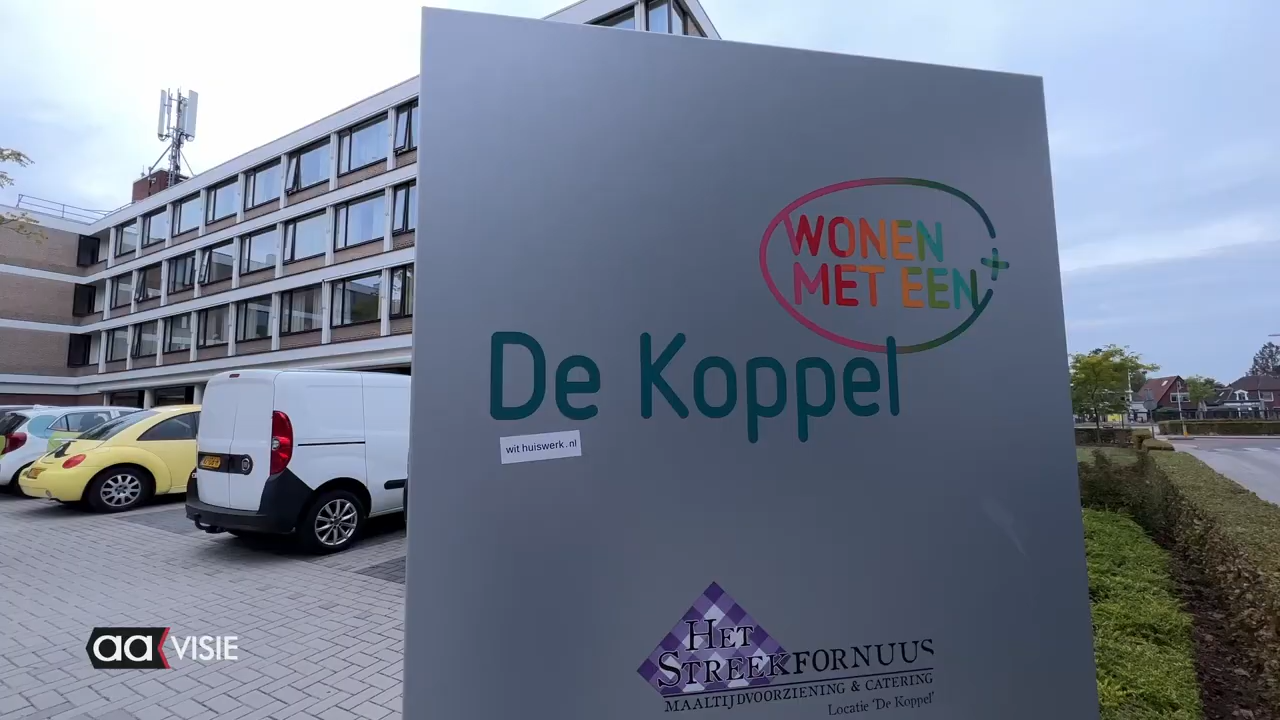 WONEN
MET EEN +
De Koppel
wit huiswerk.nl
HET
STREEKFORNUUS
MAALTIJDVOORZIENING & CATERING
Locatie 'De Koppel'
aa VISIE